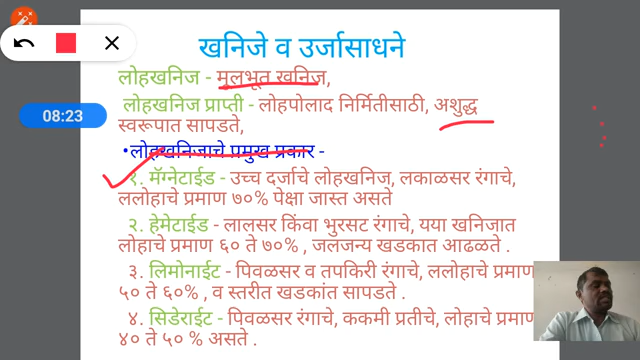 खनिजे व उर्जासाधने
लोहखनिज - मूलभूत खनिज,
लोहखनिज प्राप्ती - लोहपोलाद निर्मितीसाठी, अशुद्ध
08:23
स्वरूपात सापडते,
•लोहखनिजाचे प्रमुख प्रकार -
१. मॅग्नेटाईड - उच्च दर्जाचे लोहखनिज, लकाळसर रंगाचे,
ललोहाचे प्रमाण ७०% पेक्षा जास्त असते
२. हेमेटाईड - लालसर किंवा भुरसट रंगाचे, यया खनिजात
लोहाचे प्रमाण ६० ते ७०%, जलजन्य खडकात आढळते .
३. लिमोनाईट - पिवळसर व तपकिरी रंगाचे, ललोहाचे प्रमाण
५० ते ६०% , व स्तरीत खडकांत सापडते .
४. सिडेराईट - पिवळसर रंगाचे, ककमी प्रतीचे, लोहाचे प्रमाण
४० ते ५० % असते .